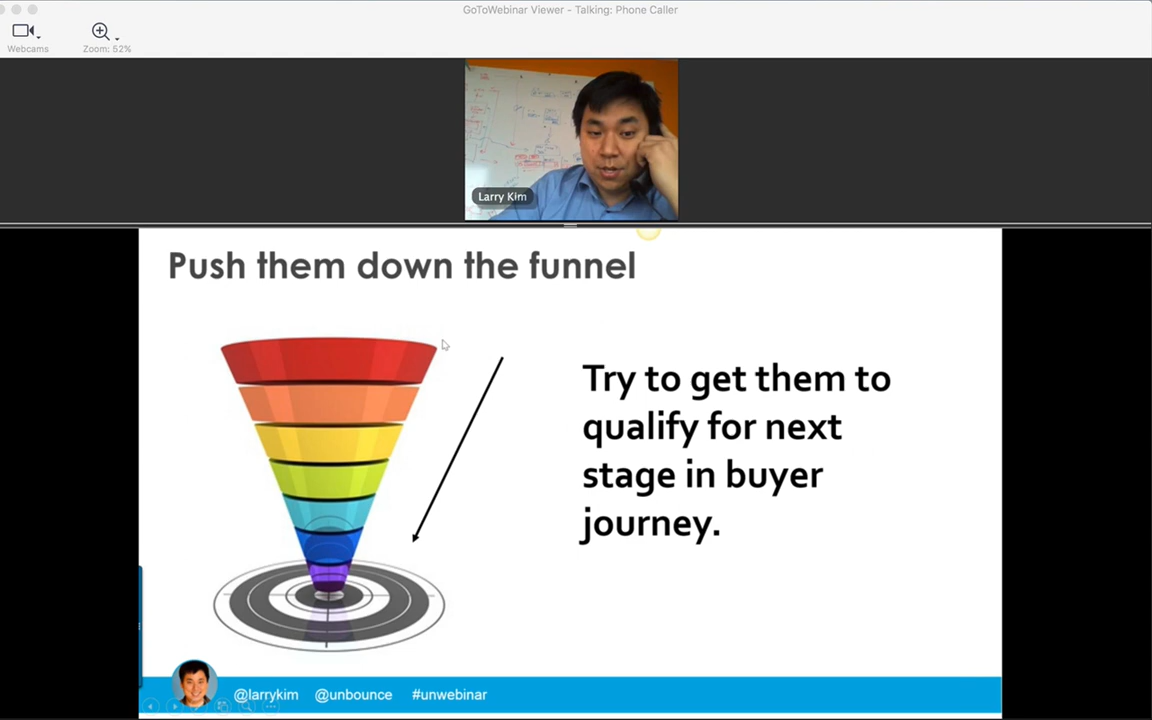 GoToWebinar Viewer - Talking: Phone Caller
Webcams
Zoom: 52%
Larry Kim
Push them down the funnel
Try to get them to
qualify for next
stage in buyer
journey.
@larrykim @unbounce #unwebinar